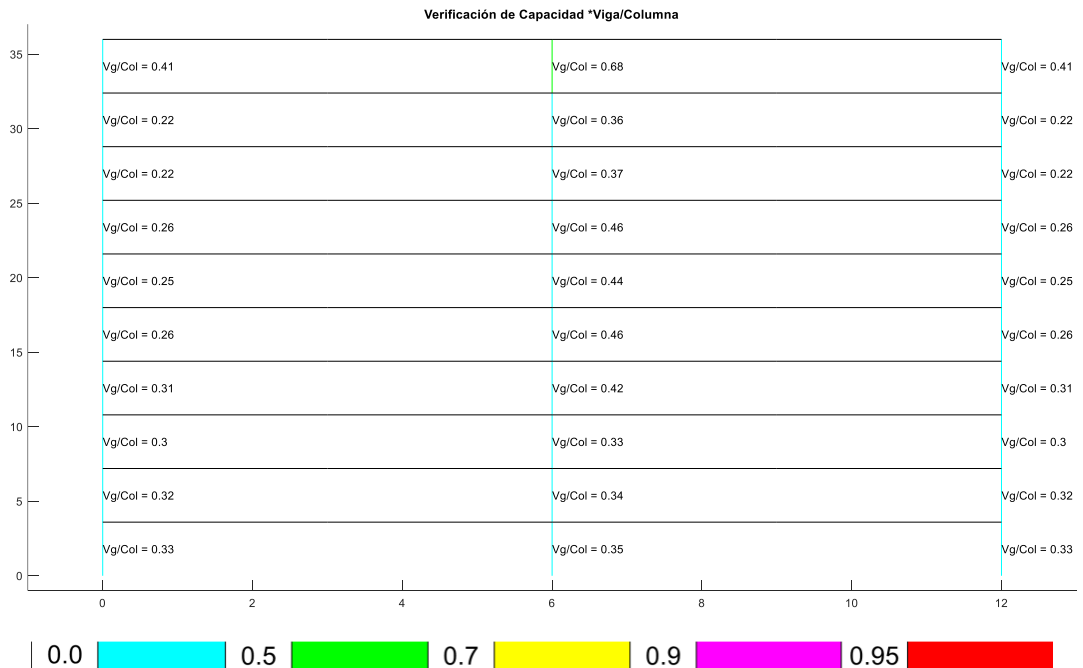 Verificación de Capacidad *Viga/Columna
35
Vg/Col = 0.41 Vg/Col = 0.68 Vg/Col = 0.41
30
Vg/Col = 0.22 Vg/Col = 0.36 Vg/Col = 0.22
Vg/Col = 0.22 Vg/Col = 0.37 Vg/Col = 0.22
25
Vg/Col = 0.26 Vg/Col = 0.46 Vg/Col = 0.26
20
Vg/Col = 0.25 Vg/Col = 0.44 Vg/Col = 0.25
15
Vg/Col = 0.26 Vg/Col = 0.46 Vg/Col = 0.26
Vg/Col = 0.31 Vg/Col = 0.42 Vg/Col = 0.31
10
Vg/Col = 0.3 Vg/Col = 0.33 Vg/Col = 0.3
5
Vg/Col = 0.32 Vg/Col = 0.34 Vg/Col = 0.32
Vg/Col = 0.33 Vg/Col = 0.35 Vg/Col = 0.33
0
0 2 4 6 8 10 12
0.0 0.5 0.7 0.9 0.95